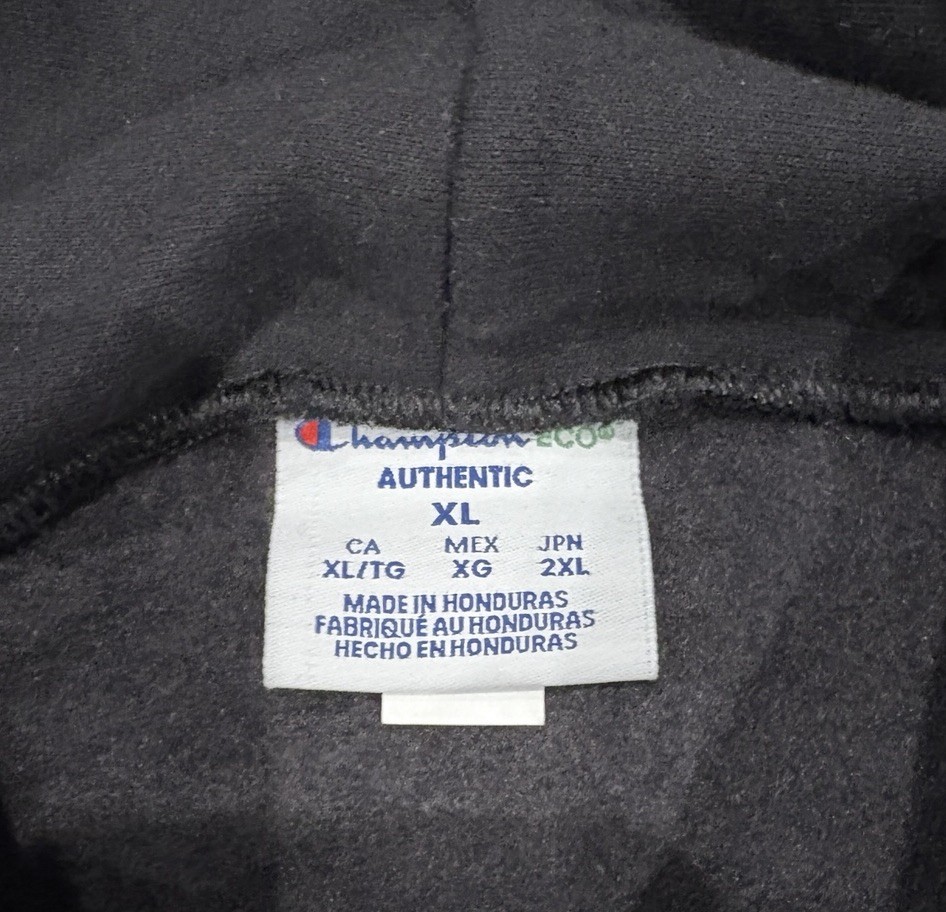 Champion ECO®
AUTHENTIC
XL
CA MEX JPN
XL/TG XG 2XL
MADE IN HONDURAS
FABRIQUÉ AU HONDURAS
HECHO EN HONDURAS